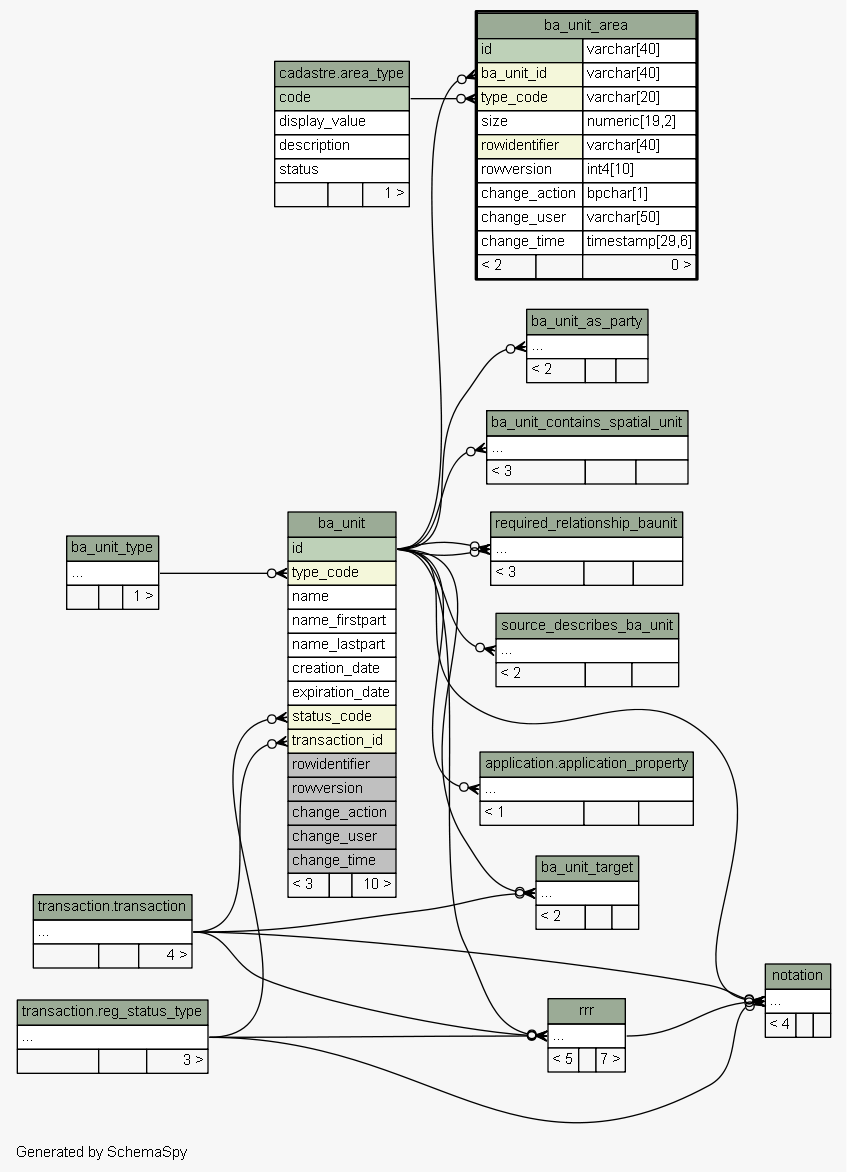 ba_unit_area
id varchar[40]
ba_unit_id varchar[40]
type_code varchar[20]
size numeric[19,2]
rowidentifier varchar[40]
rowversion int4[10]
change_action bpchar[1]
change_user varchar[50]
change_time timestamp[29,6]
< 2 0 >
cadastre.area_type
code
display_value
description
status
1 >
ba_unit_as_party
...
< 2
ba_unit_contains_spatial_unit
...
< 3
required_relationship_baunit
...
< 3
ba_unit
id
type_code
name
name_firstpart
name_lastpart
creation_date
expiration_date
status_code
transaction_id
rowidentifier
rowversion
change_action
change_user
change_time
< 3 10 >
ba_unit_type
...
1 >
source_describes_ba_unit
...
< 2
application.application_property
...
< 1
ba_unit_target
...
< 2
transaction.transaction
...
4 >
notation
...
< 4
transaction.reg_status_type
...
3 >
rrr
...
< 5 7 >
Generated by SchemaSpy